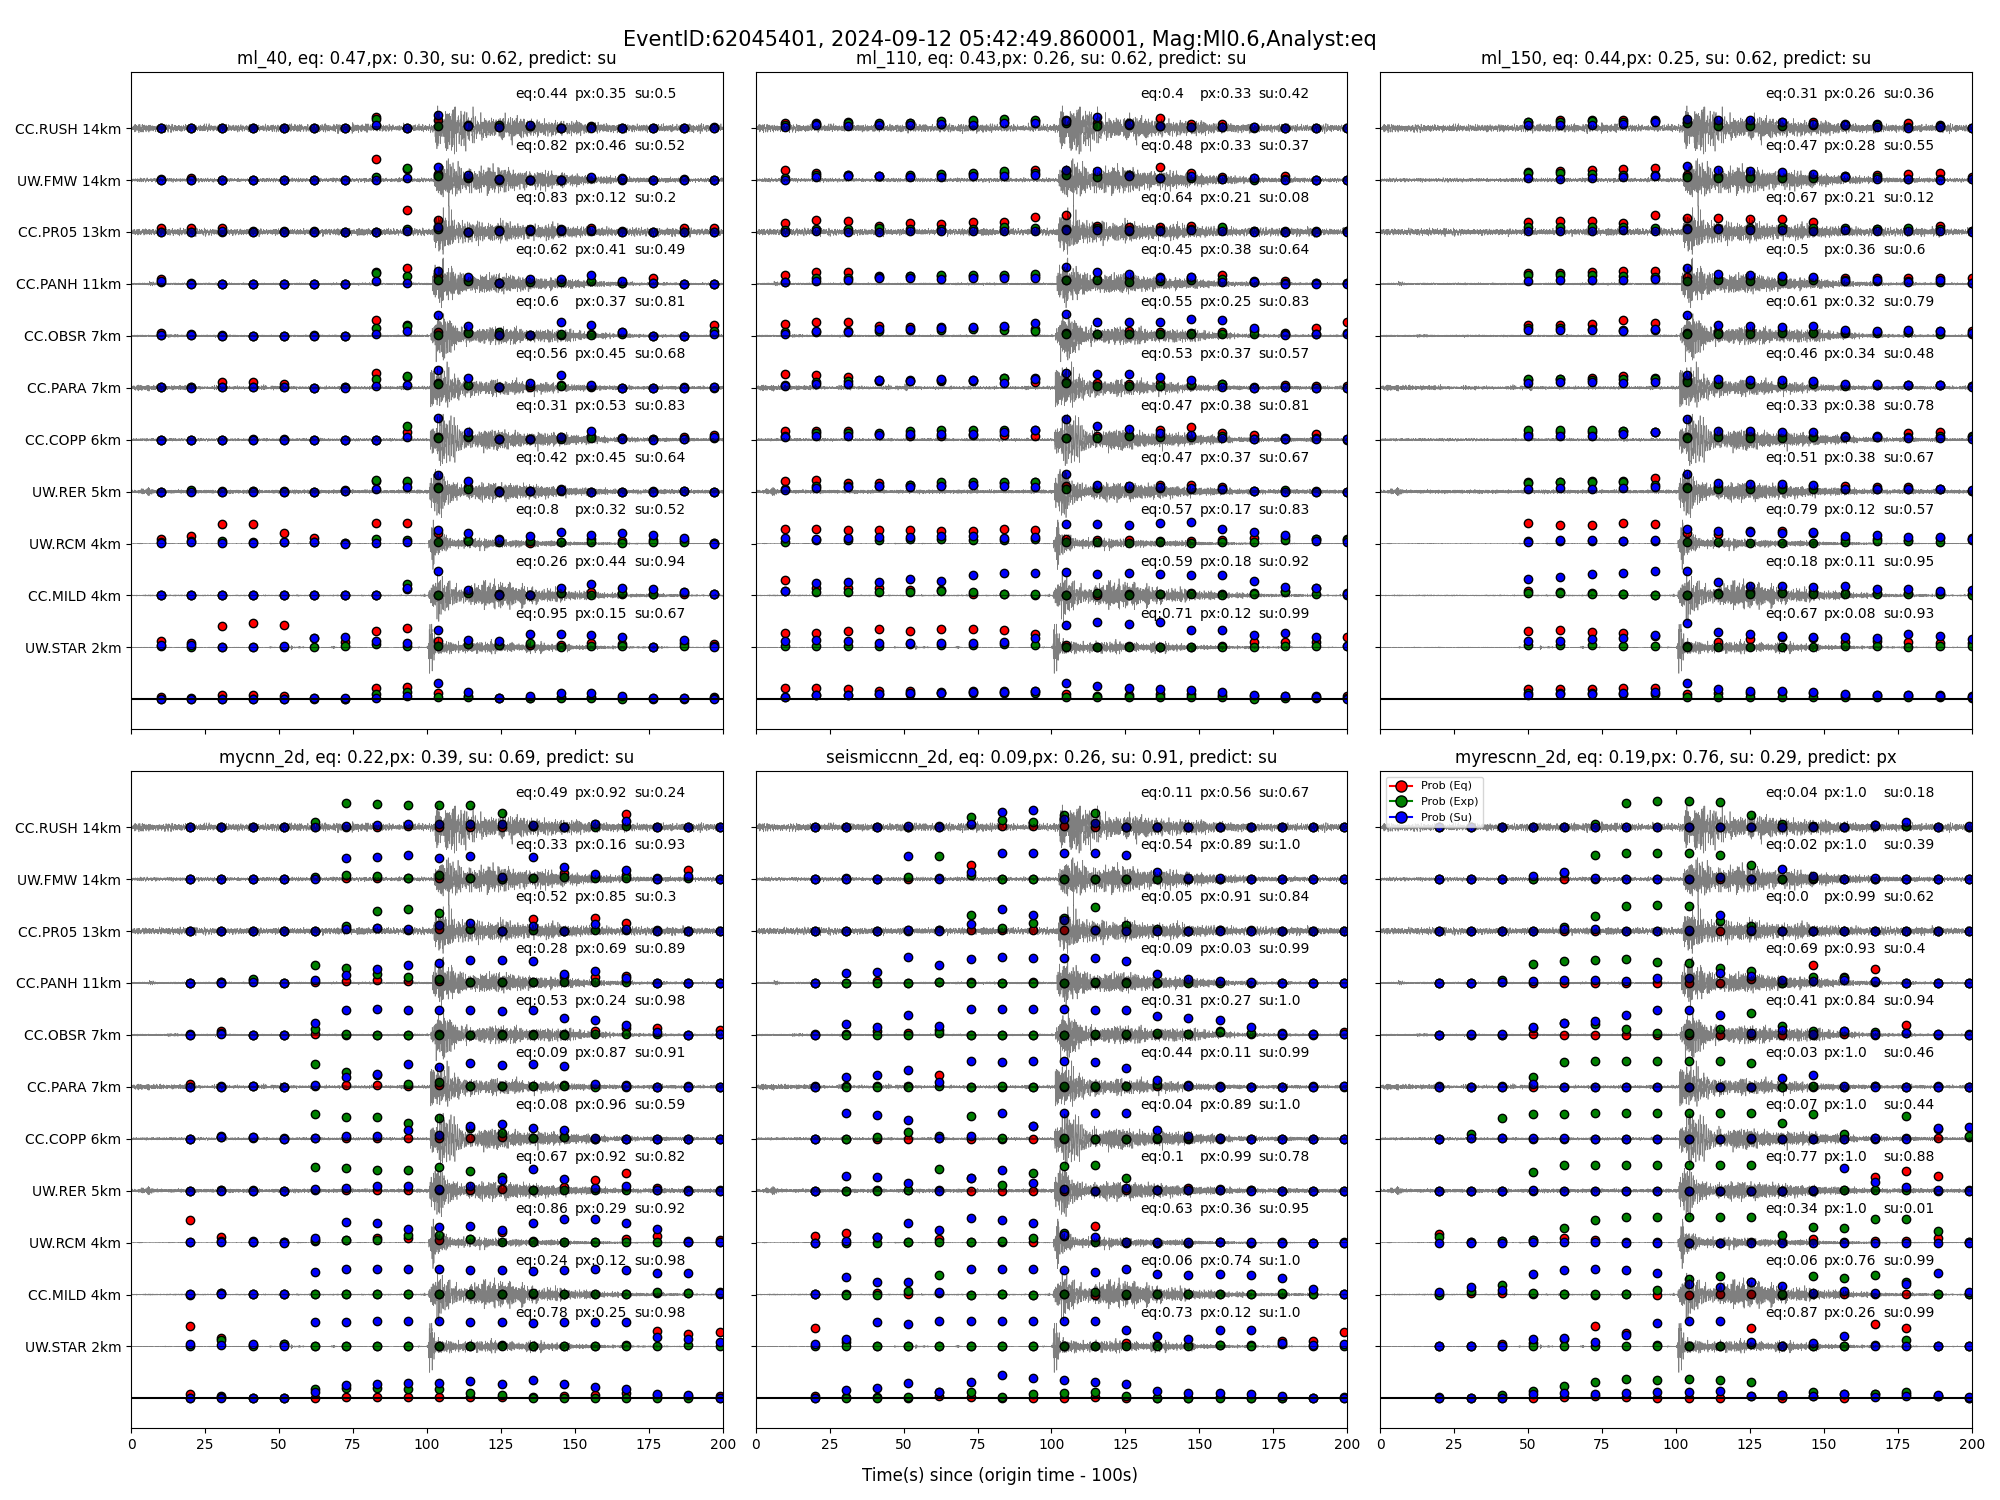 EventID:62045401, 2024-09-12 05:42:49.860001, Mag:Ml0.6,Analyst:eq
ml_40, eq: 0.47,px: 0.30, su: 0.62, predict: su
eq:0.44 px:0.35 su:0.5
CC.RUSH 14km
eq:0.82 px:0.46 su:0.52
UW.FMW 14km
eq:0.83 px:0.12 su:0.2
CC.PR05 13km
eq:0.62 px:0.41 su:0.49
CC.PANH 11km
eq:0.6 px:0.37 su:0.81
CC.OBSR 7km
eq:0.56 px:0.45 su:0.68
CC.PARA 7km
eq:0.31 px:0.53 su:0.83
CC.COPP 6km
eq:0.42 px:0.45 su:0.64
UW.RER 5km
eq:0.8 px:0.32 su:0.52
UW.RCM 4km
eq:0.26 px:0.44 su:0.94
CC.MILD 4km
eq:0.95 px:0.15 su:0.67
UW.STAR 2km
ml_110, eq: 0.43,px: 0.26, su: 0.62, predict: su
eq:0.4 px:0.33 su:0.42
eq:0.48 px:0.33 su:0.37
eq:0.64 px:0.21 su:0.08
eq:0.45 px:0.38 su:0.64
eq:0.55 px:0.25 su:0.83
eq:0.53 px:0.37 su:0.57
eq:0.47 px:0.38 su:0.81
eq:0.47 px:0.37 su:0.67
eq:0.57 px:0.17 su:0.83
eq:0.59 px:0.18 su:0.92
eq:0.71 px:0.12 su:0.99
ml_150, eq: 0.44,px: 0.25, su: 0.62, predict: su
eq:0.31 px:0.26 su:0.36
eq:0.47 px:0.28 su:0.55
eq:0.67 px:0.21 su:0.12
eq:0.5 px:0.36 su:0.6
eq:0.61 px:0.32 su:0.79
eq:0.46 px:0.34 su:0.48
eq:0.33 px:0.38 su:0.78
eq:0.51 px:0.38 su:0.67
eq:0.79 px:0.12 su:0.57
eq:0.18 px:0.11 su:0.95
eq:0.67 px:0.08 su:0.93
mycnn_2d, eq: 0.22,px: 0.39, su: 0.69, predict: su
eq:0.49 px:0.92 su:0.24
CC.RUSH 14km
eq:0.33 px:0.16 su:0.93
UW.FMW 14km
eq:0.52 px:0.85 su:0.3
CC.PR05 13km
eq:0.28 px:0.69 su:0.89
CC.PANH 11km
eq:0.53 px:0.24 su:0.98
CC.OBSR 7km
eq:0.09 px:0.87 su:0.91
CC.PARA 7km
eq:0.08 px:0.96 su:0.59
CC.COPP 6km
eq:0.67 px:0.92 su:0.82
UW.RER 5km
eq:0.86 px:0.29 su:0.92
UW.RCM 4km
eq:0.24 px:0.12 su:0.98
CC.MILD 4km
eq:0.78 px:0.25 su:0.98
UW.STAR 2km
0 25 50 75 100 125 150 175 200
seismiccnn_2d, eq: 0.09,px: 0.26, su: 0.91, predict: su
eq:0.11 px:0.56 su:0.67
eq:0.54 px:0.89 su:1.0
eq:0.05 px:0.91 su:0.84
eq:0.09 px:0.03 su:0.99
eq:0.31 px:0.27 su:1.0
eq:0.44 px:0.11 su:0.99
eq:0.04 px:0.89 su:1.0
eq:0.1 px:0.99 su:0.78
eq:0.63 px:0.36 su:0.95
eq:0.06 px:0.74 su:1.0
eq:0.73 px:0.12 su:1.0
0 25 50 75 100 125 150 175 200
myrescnn_2d, eq: 0.19,px: 0.76, su: 0.29, predict: px
Prob (Eq)
Prob (Exp)
Prob (Su)
eq:0.04 px:1.0 su:0.18
eq:0.02 px:1.0 su:0.39
eq:0.0 px:0.99 su:0.62
eq:0.69 px:0.93 su:0.4
eq:0.41 px:0.84 su:0.94
eq:0.03 px:1.0 su:0.46
eq:0.07 px:1.0 su:0.44
eq:0.77 px:1.0 su:0.88
eq:0.34 px:1.0 su:0.01
eq:0.06 px:0.76 su:0.99
eq:0.87 px:0.26 su:0.99
0 25 50 75 100 125 150 175 200
Time(s) since (origin time - 100s)